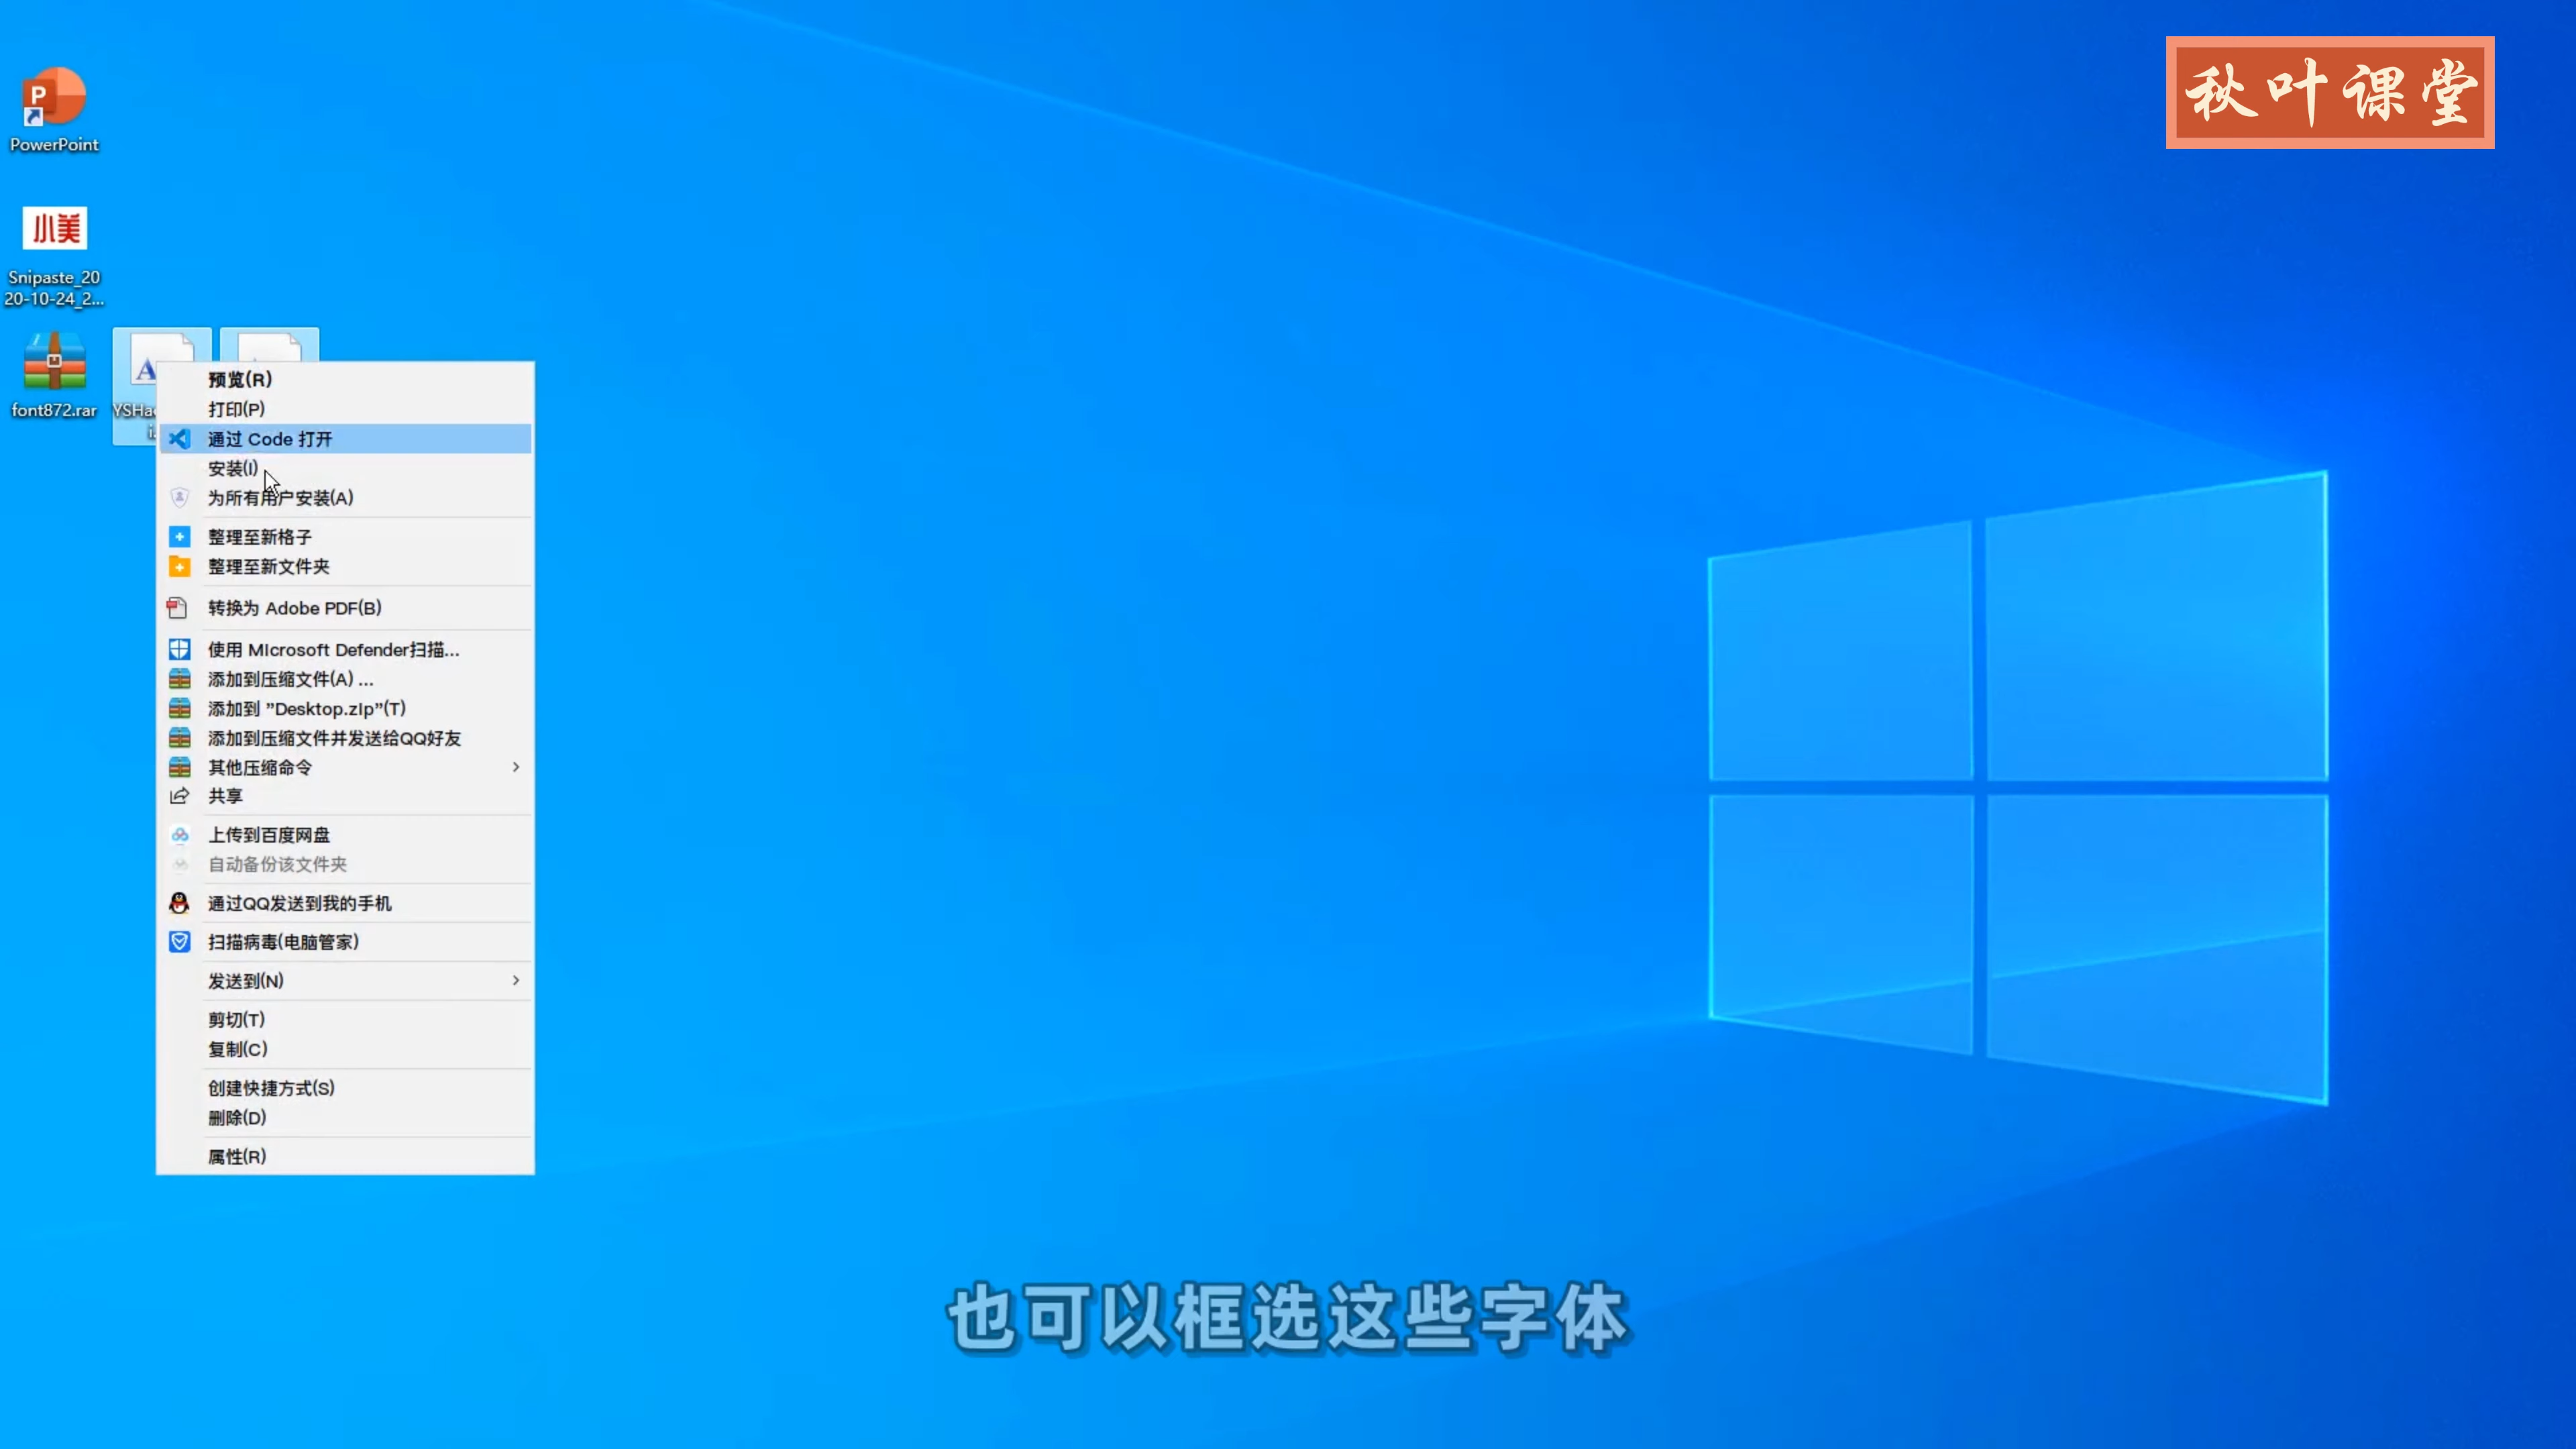 秋叶课堂
PowerPoint
小美
Snipaste_20
20-10-24_2...
font872.rar
预览(R)
打印(P)
通过 Code 打开
安装(I)
为所有用户安装(A)
整理至新格子
整理至新文件夹
转换为 Adobe PDF(B)
使用 MIcrosoft Defender扫描...
添加到压缩文件(A) ...
添加到 ”Desktop.zIp”(T)
添加到压缩文件并发送给QQ好友
其他压缩命令
共享
上传到百度网盘
自动备份该文件夹
通过QQ发送到我的手机
扫描病毒(电脑管家)
发送到(N)
剪切(T)
复制(C)
创建快捷方式(S)
删除(D)
属性(R)
也可以框选这些字体